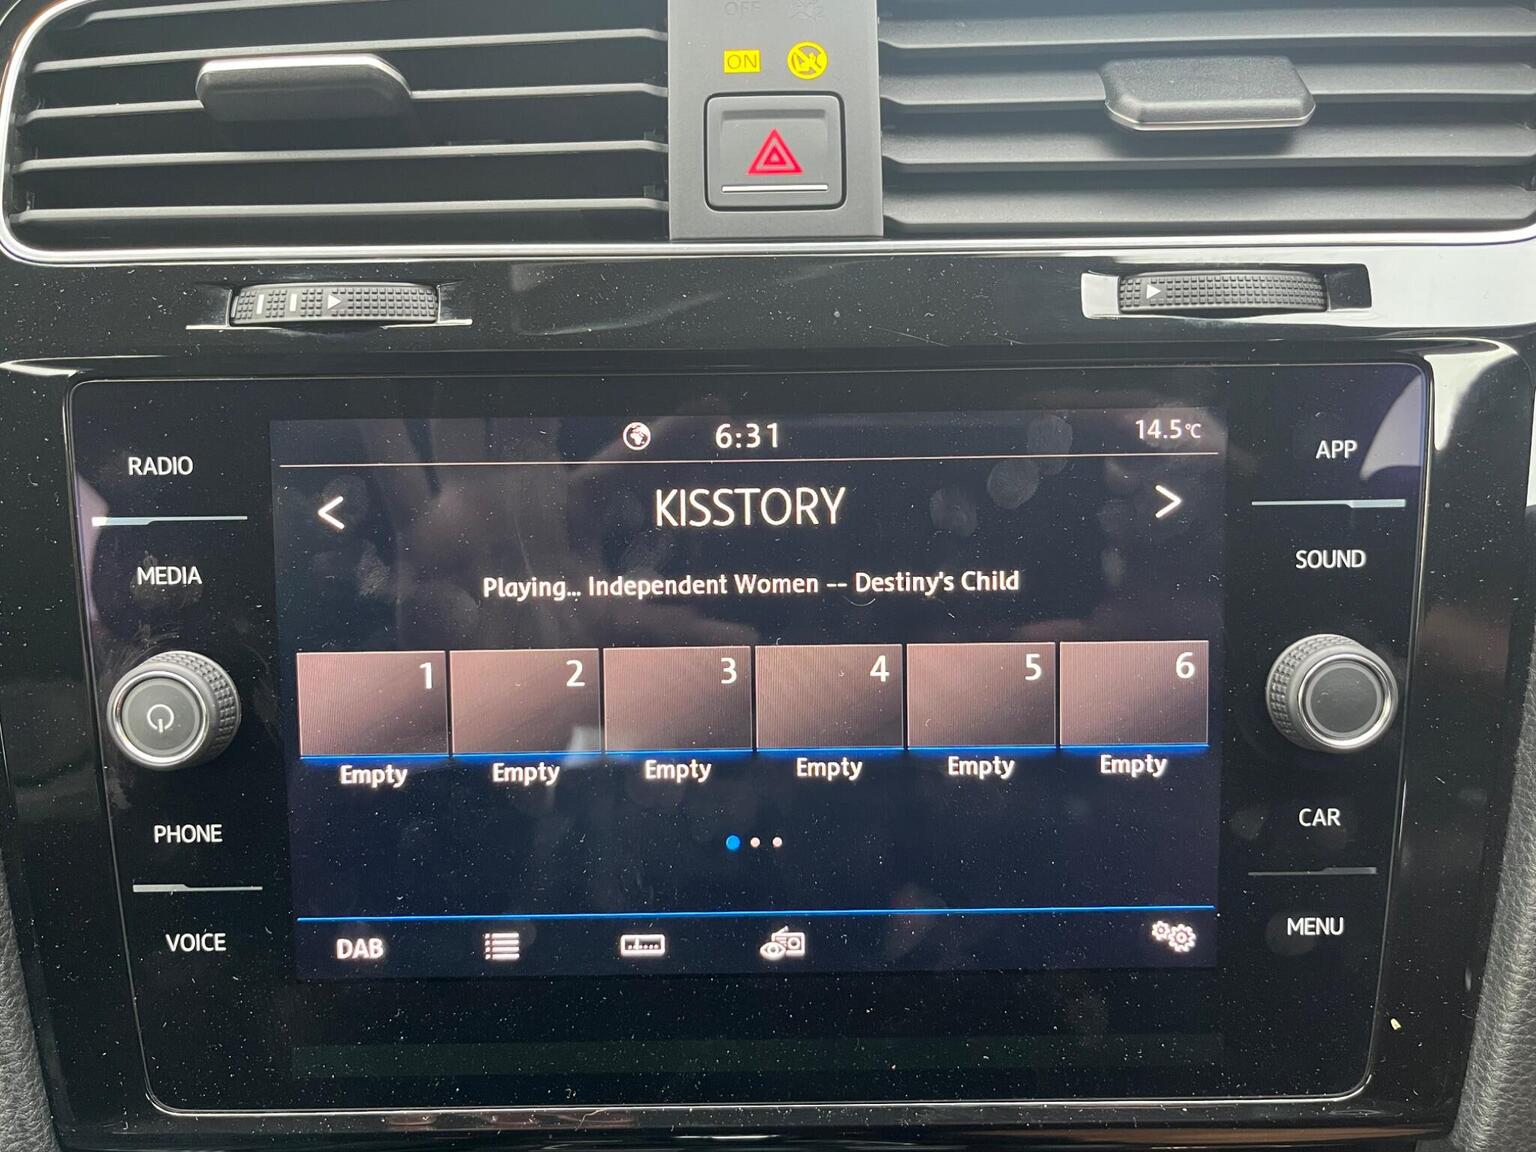 OFF
ON
6:31
14.5°C
RADIO
MEDIA
PHONE
VOICE
KISSTORY
Playing... Independent Women -- Destiny's Child
1 2 3 4 5 6
Empty Empty Empty Empty Empty Empty
DAB
APP
SOUND
CAR
MENU